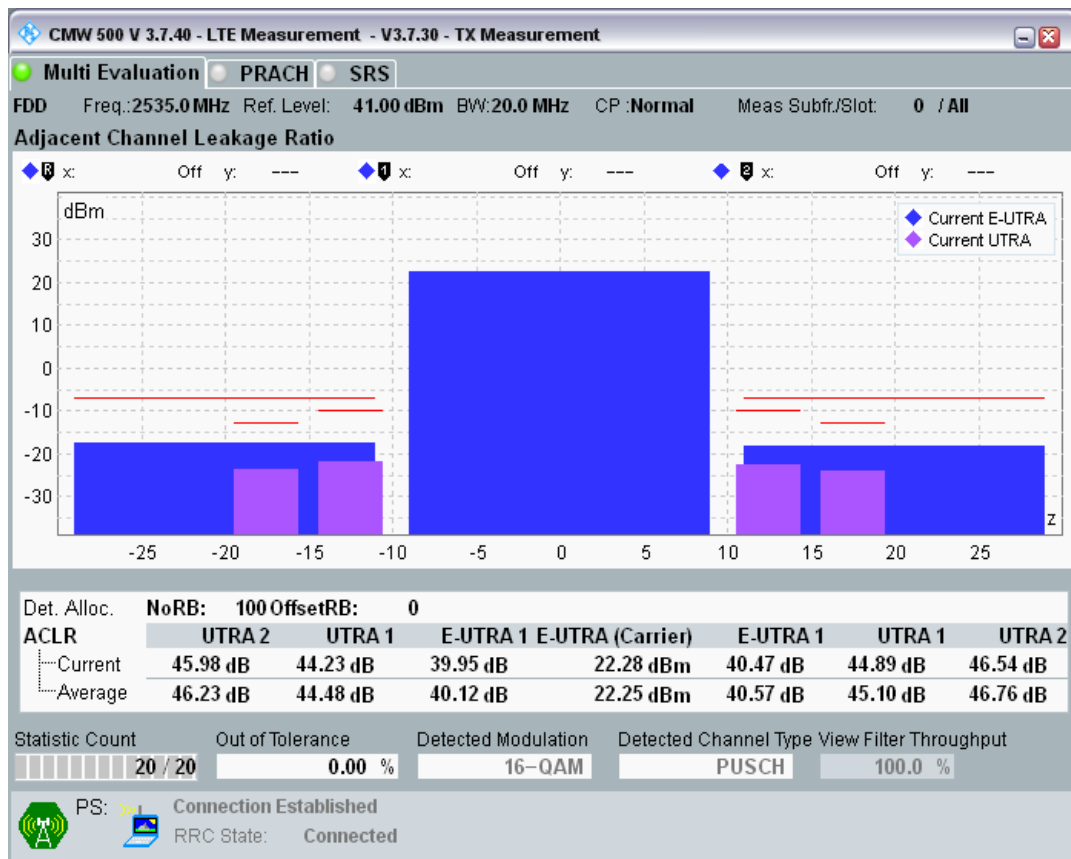 CMW 500 V 3.7.40 - LTE Measurement - V3.7.30 - TX Measurement
Multi Evaluation PRACH SRS
FDD Freq.:2535.0 MHz Ref. Level: 41.00 dBm BW:20.0 MHz CP :Normal Meas Subfr./Slot: 0 / All
Adjacent Channel Leakage Ratio
R x: Off y: --- 1 x: Off y: --- 2 x: Off y: ---
dBm
Current E-UTRA
Current UTRA
30
20
10
0
-10
-20
-30
z
-25 -20 -15 -10 -5 0 5 10 15 20 25
Det. Alloc. NoRB: 100 OffsetRB: 0
ACLR UTRA 2 UTRA 1 E-UTRA 1 E-UTRA (Carrier) E-UTRA 1 UTRA 1 UTRA 2
Current 45.98 dB 44.23 dB 39.95 dB 22.28 dBm 40.47 dB 44.89 dB 46.54 dB
Average 46.23 dB 44.48 dB 40.12 dB 22.25 dBm 40.57 dB 45.10 dB 46.76 dB
Statistic Count Out of Tolerance Detected Modulation Detected Channel Type View Filter Throughput
20 / 20 0.00 % 16-QAM PUSCH 100.0 %
PS: Connection Established
RRC State: Connected